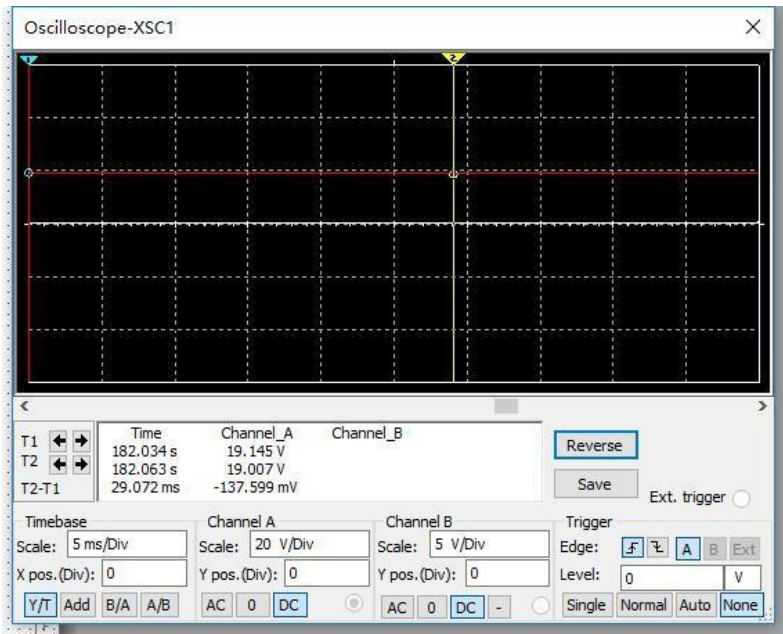 Oscilloscope-XSC1
1 2
Time Channel_A Channel_B
T1 182.034 s 19.145 V
T2 182.063 s 19.007 V
T2-T1 29.072 ms -137.599 mV
Reverse
Save
Ext. trigger
Timebase Channel A Channel B Trigger
Scale: 5 ms/Div Scale: 20 V/Div Scale: 5 V/Div Edge: A B Ext
X pos.(Div): 0 Y pos.(Div): 0 Y pos.(Div): 0 Level: 0 V
Y/T Add B/A A/B AC 0 DC AC 0 DC - Single Normal Auto None